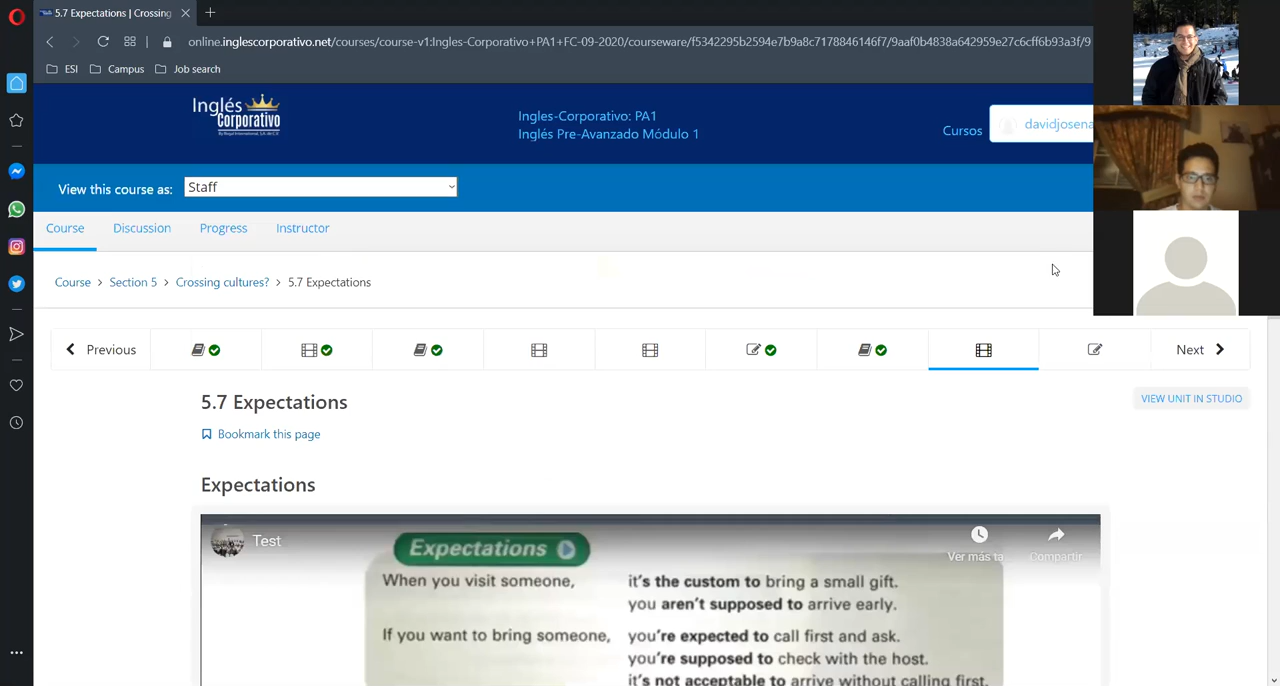 5.7 Expectations | Crossing
online.inglescorporativo.net/courses/course-v1:Ingles-Corporativo+PA1+FC-09-2020/courseware/f5342295b2594e7b9a8c7178846146f7/9aaf0b4838a642959e27c6cff6b93a3f/9
ESI Campus Job search
Inglés
Corporativo
Ingles-Corporativo: PA1
Inglés Pre-Avanzado Módulo 1
Cursos
davidjosena
View this course as: Staff
Course Discussion Progress Instructor
Course > Section 5 > Crossing cultures? > 5.7 Expectations
Previous
Next
5.7 Expectations
VIEW UNIT IN STUDIO
Bookmark this page
Expectations
Test
Ver más ta
Compartir
Expectations
When you visit someone, it's the custom to bring a small gift.
you aren't supposed to arrive early.
If you want to bring someone, you're expected to call first and ask.
you're supposed to check with the host.
it's not acceptable to arrive without calling first.